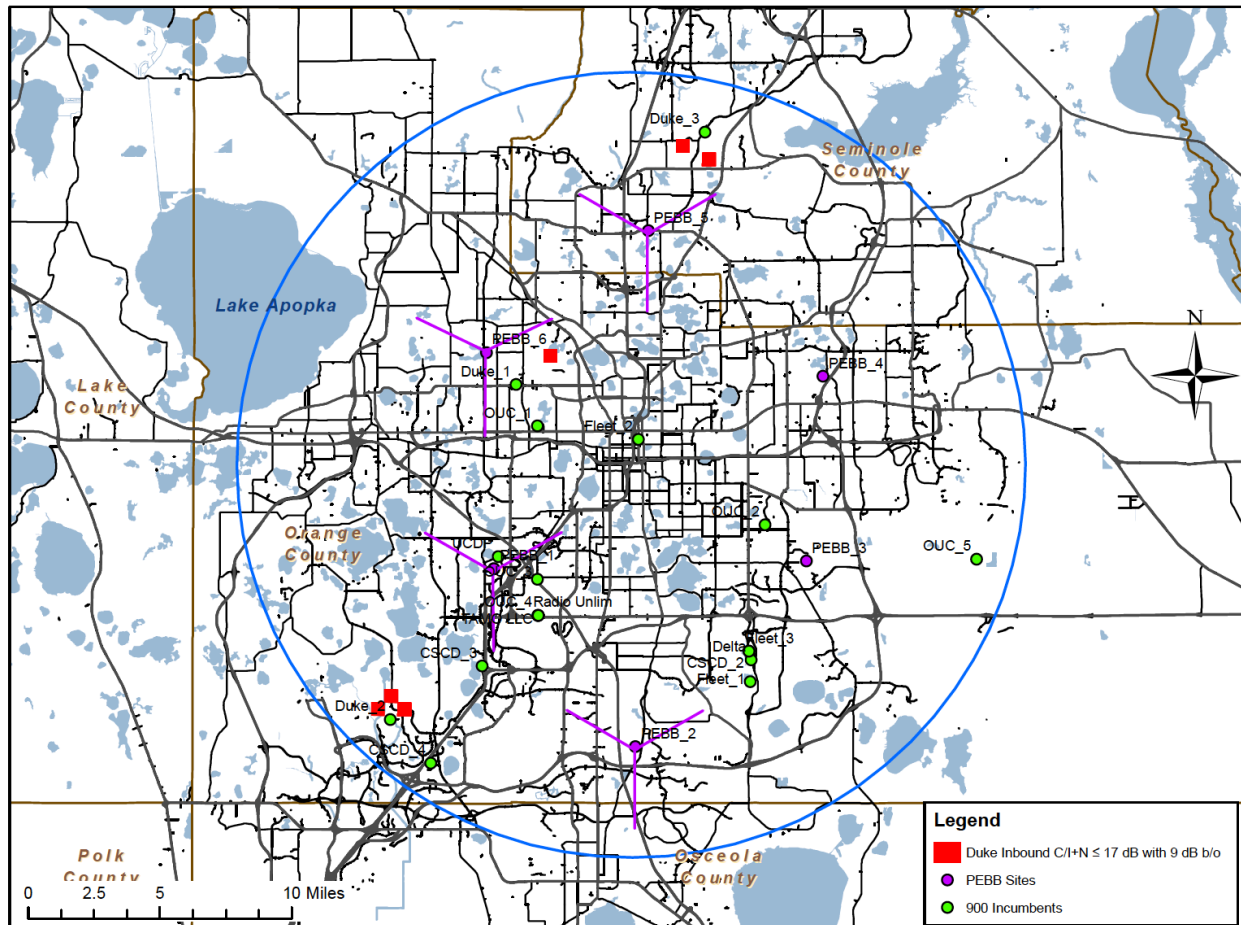 Duke_3
Seminole
County
PEBB_5
N
Lake Apopka
PEBB_6
Duke_1
PEBB_4
Lake
County
OUC_1
Fleet_2
OUC_2
Orange
County
UCDP
PEBB_1
PEBB_3
OUC_5
OUC_4
Radio Unlim
CSCD_3
Delta
Fleet_3
CSCD_2
Fleet_1
Duke_2
PEBB_2
CSCD_4
Polk
County
Osceola
County
0 2.5 5 10 Miles
Legend
Duke Inbound C/I+N ≤ 17 dB with 9 dB b/o
PEBB Sites
900 Incumbents